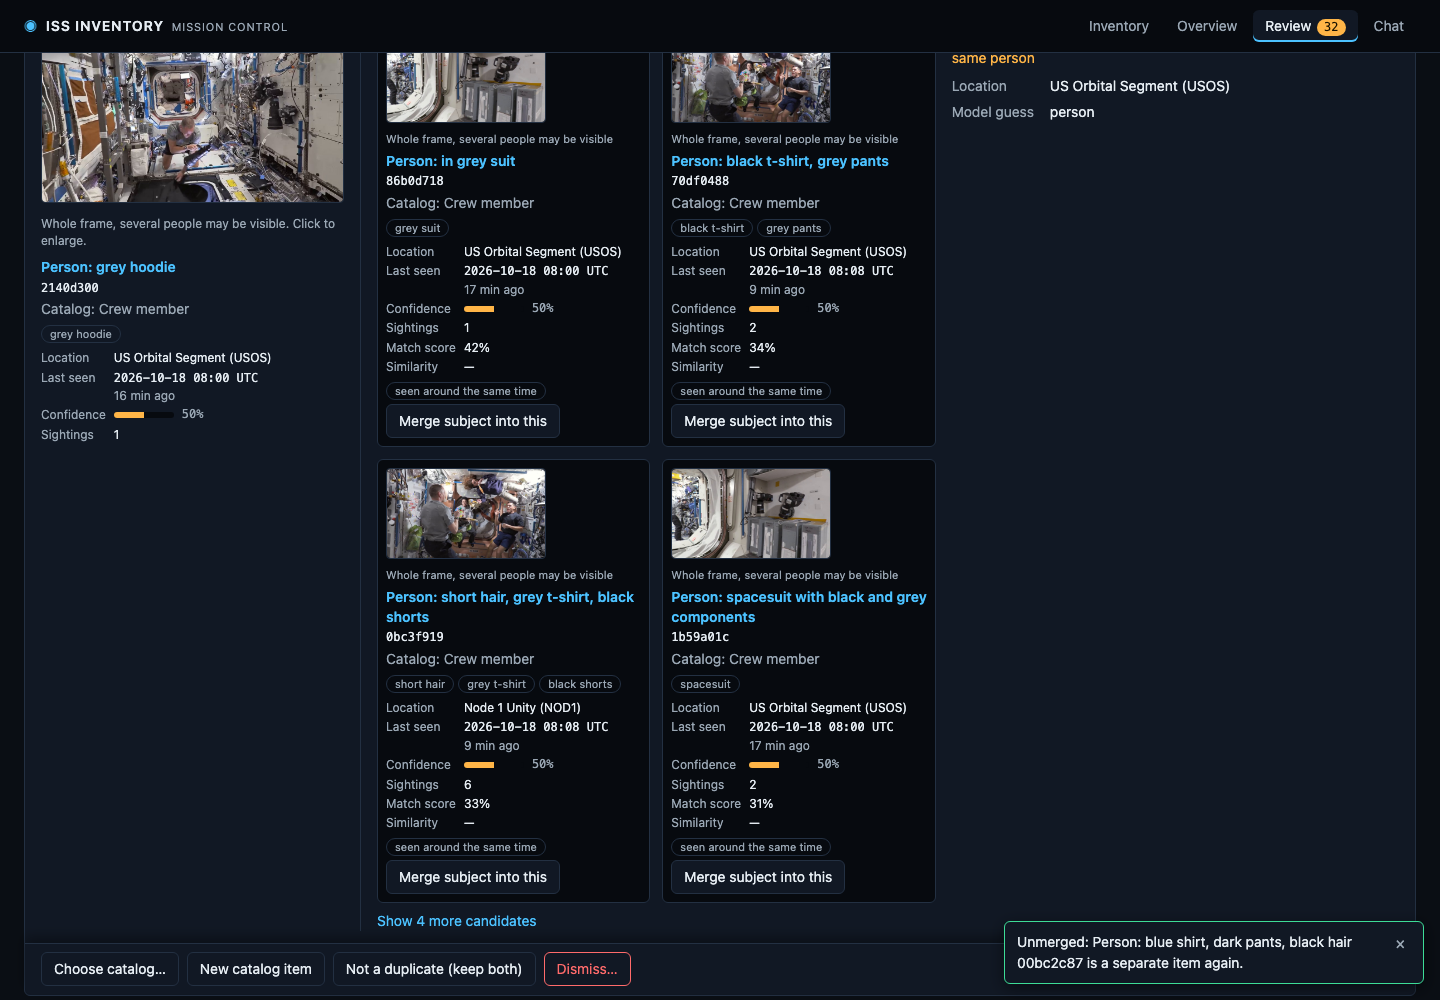 ISS INVENTORY MISSION CONTROL
Inventory
Overview
Review 32
Chat
Whole frame, several people may be visible. Click to
enlarge.
Person: grey hoodie
2140d300
Catalog: Crew member
grey hoodie
Location US Orbital Segment (USOS)
Last seen 2026-10-18 08:00 UTC
16 min ago
Confidence 50%
Sightings 1
Whole frame, several people may be visible
Person: in grey suit
86b0d718
Catalog: Crew member
grey suit
Location US Orbital Segment (USOS)
Last seen 2026-10-18 08:00 UTC
17 min ago
Confidence 50%
Sightings 1
Match score 42%
Similarity —
seen around the same time
Merge subject into this
Whole frame, several people may be visible
Person: black t-shirt, grey pants
70df0488
Catalog: Crew member
black t-shirt grey pants
Location US Orbital Segment (USOS)
Last seen 2026-10-18 08:08 UTC
9 min ago
Confidence 50%
Sightings 2
Match score 34%
Similarity —
seen around the same time
Merge subject into this
Whole frame, several people may be visible
Person: short hair, grey t-shirt, black
shorts
0bc3f919
Catalog: Crew member
short hair grey t-shirt black shorts
Location Node 1 Unity (NOD1)
Last seen 2026-10-18 08:08 UTC
9 min ago
Confidence 50%
Sightings 6
Match score 33%
Similarity —
seen around the same time
Merge subject into this
Whole frame, several people may be visible
Person: spacesuit with black and grey
components
1b59a01c
Catalog: Crew member
spacesuit
Location US Orbital Segment (USOS)
Last seen 2026-10-18 08:00 UTC
17 min ago
Confidence 50%
Sightings 2
Match score 31%
Similarity —
seen around the same time
Merge subject into this
Show 4 more candidates
same person
Location US Orbital Segment (USOS)
Model guess person
Choose catalog...
New catalog item
Not a duplicate (keep both)
Dismiss...
Unmerged: Person: blue shirt, dark pants, black hair
00bc2c87 is a separate item again.
×